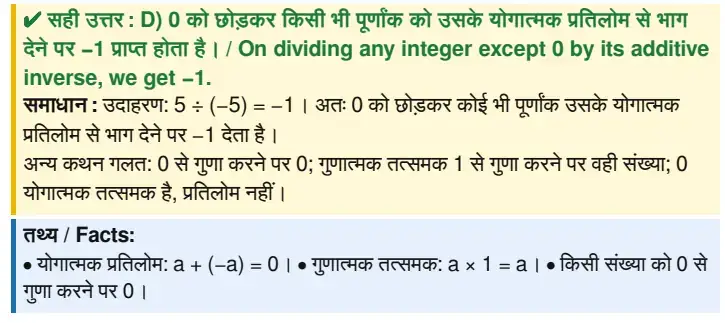 ✔ सही उत्तर : D) 0 को छोड़कर किसी भी पूर्णांक को उसके योगात्मक प्रतिलोम से भाग
देने पर −1 प्राप्त होता है। / On dividing any integer except 0 by its additive
inverse, we get −1.
समाधान : उदाहरण: 5 ÷ (−5) = −1। अतः 0 को छोड़कर कोई भी पूर्णांक उसके योगात्मक
प्रतिलोम से भाग देने पर −1 देता है।
अन्य कथन गलत: 0 से गुणा करने पर 0; गुणात्मक तत्समक 1 से गुणा करने पर वही संख्या; 0
योगात्मक तत्समक है, प्रतिलोम नहीं।
तथ्य / Facts:
• योगात्मक प्रतिलोम: a + (−a) = 0। • गुणात्मक तत्समक: a × 1 = a। • किसी संख्या को 0 से
गुणा करने पर 0।